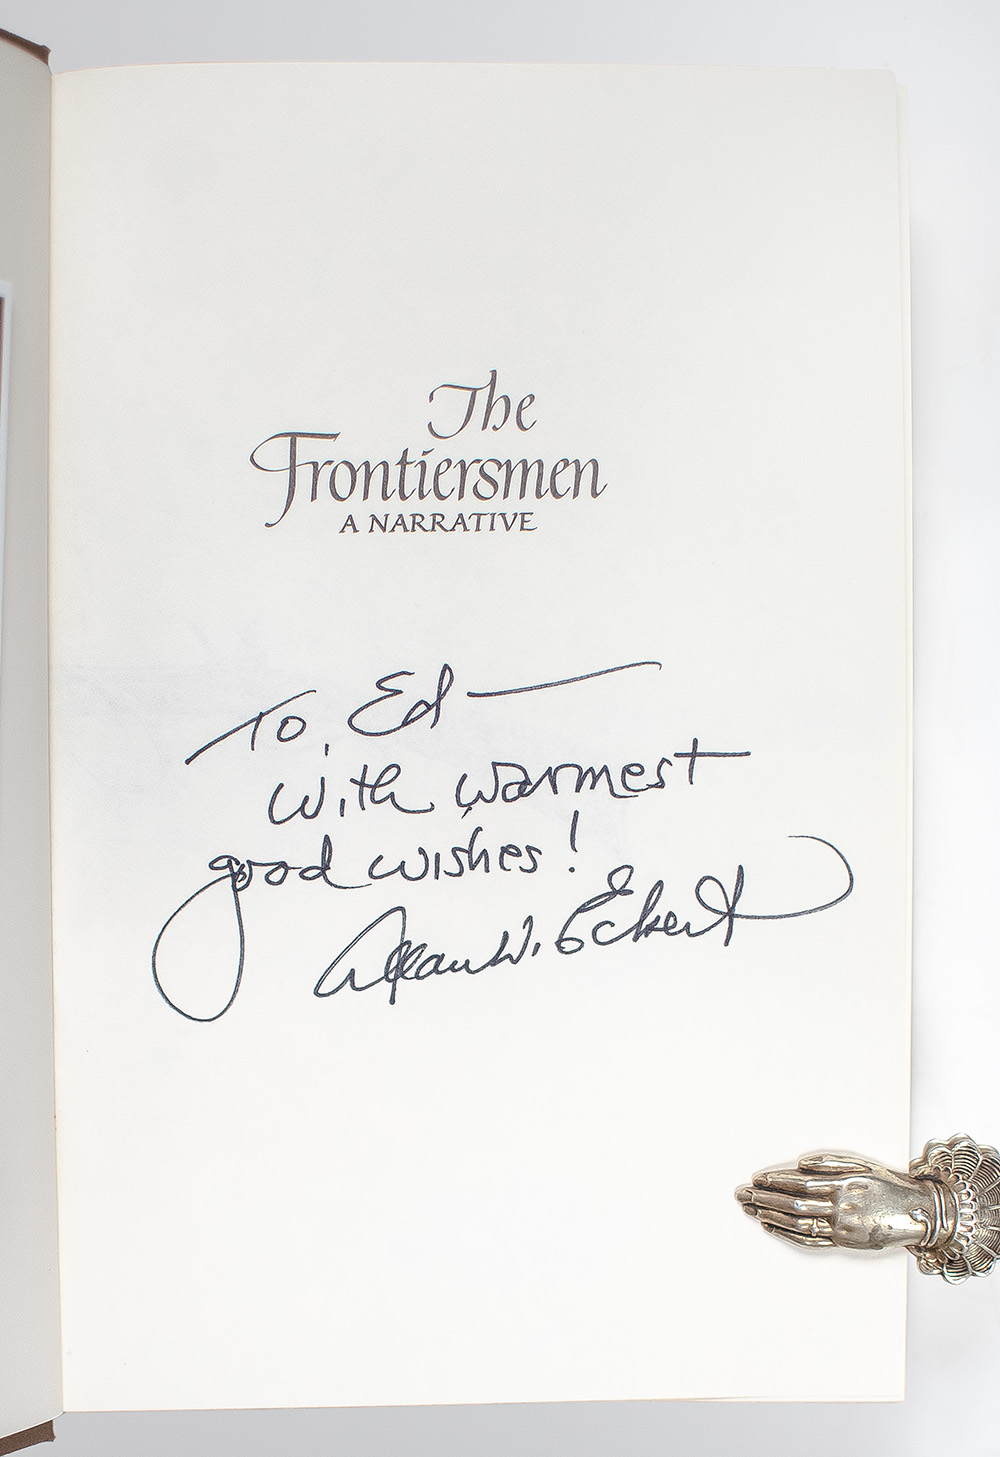 The
Frontiersmen
A NARRATIVE
To Ed —
With warmest
good wishes!
Allan W. Eckert